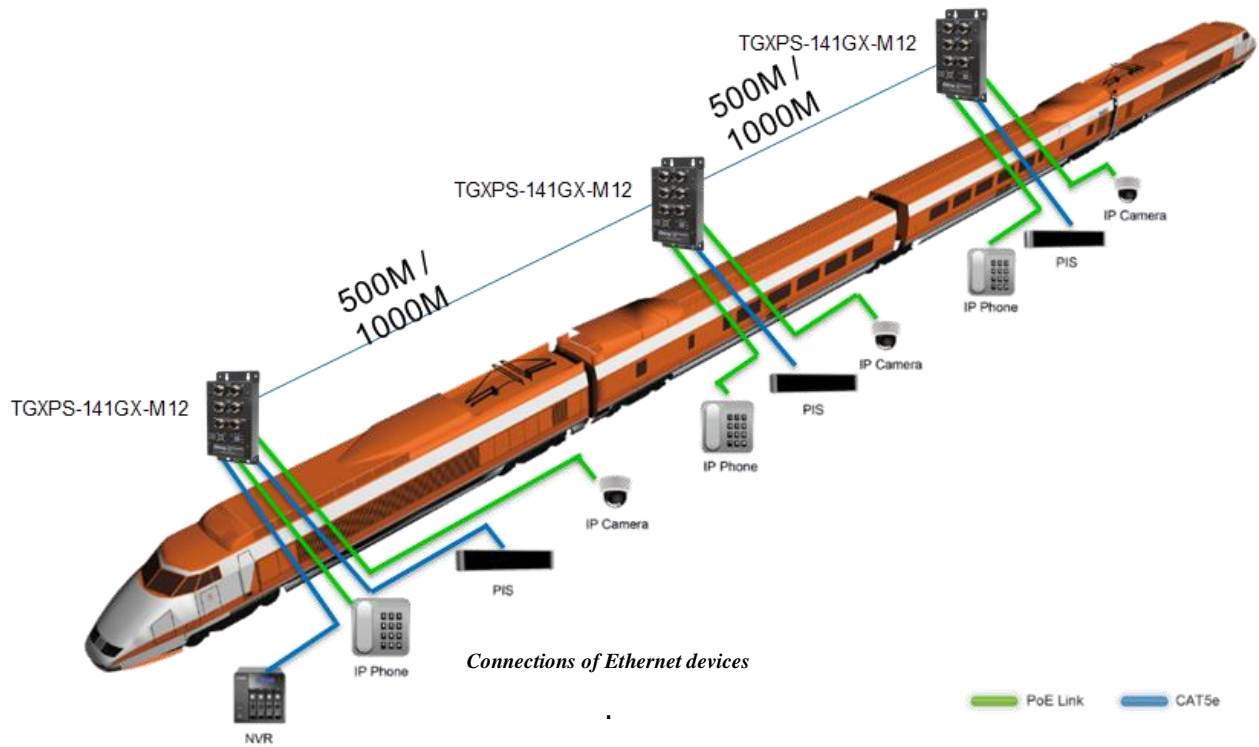 TGXPS-141GX-M12
500M /
1000M
TGXPS-141GX-M12
IP Camera
PIS
IP Phone
500M /
1000M
IP Camera
PIS
IP Phone
TGXPS-141GX-M12
IP Camera
PIS
IP Phone
NVR
Connections of Ethernet devices
.
PoE Link
CAT5e